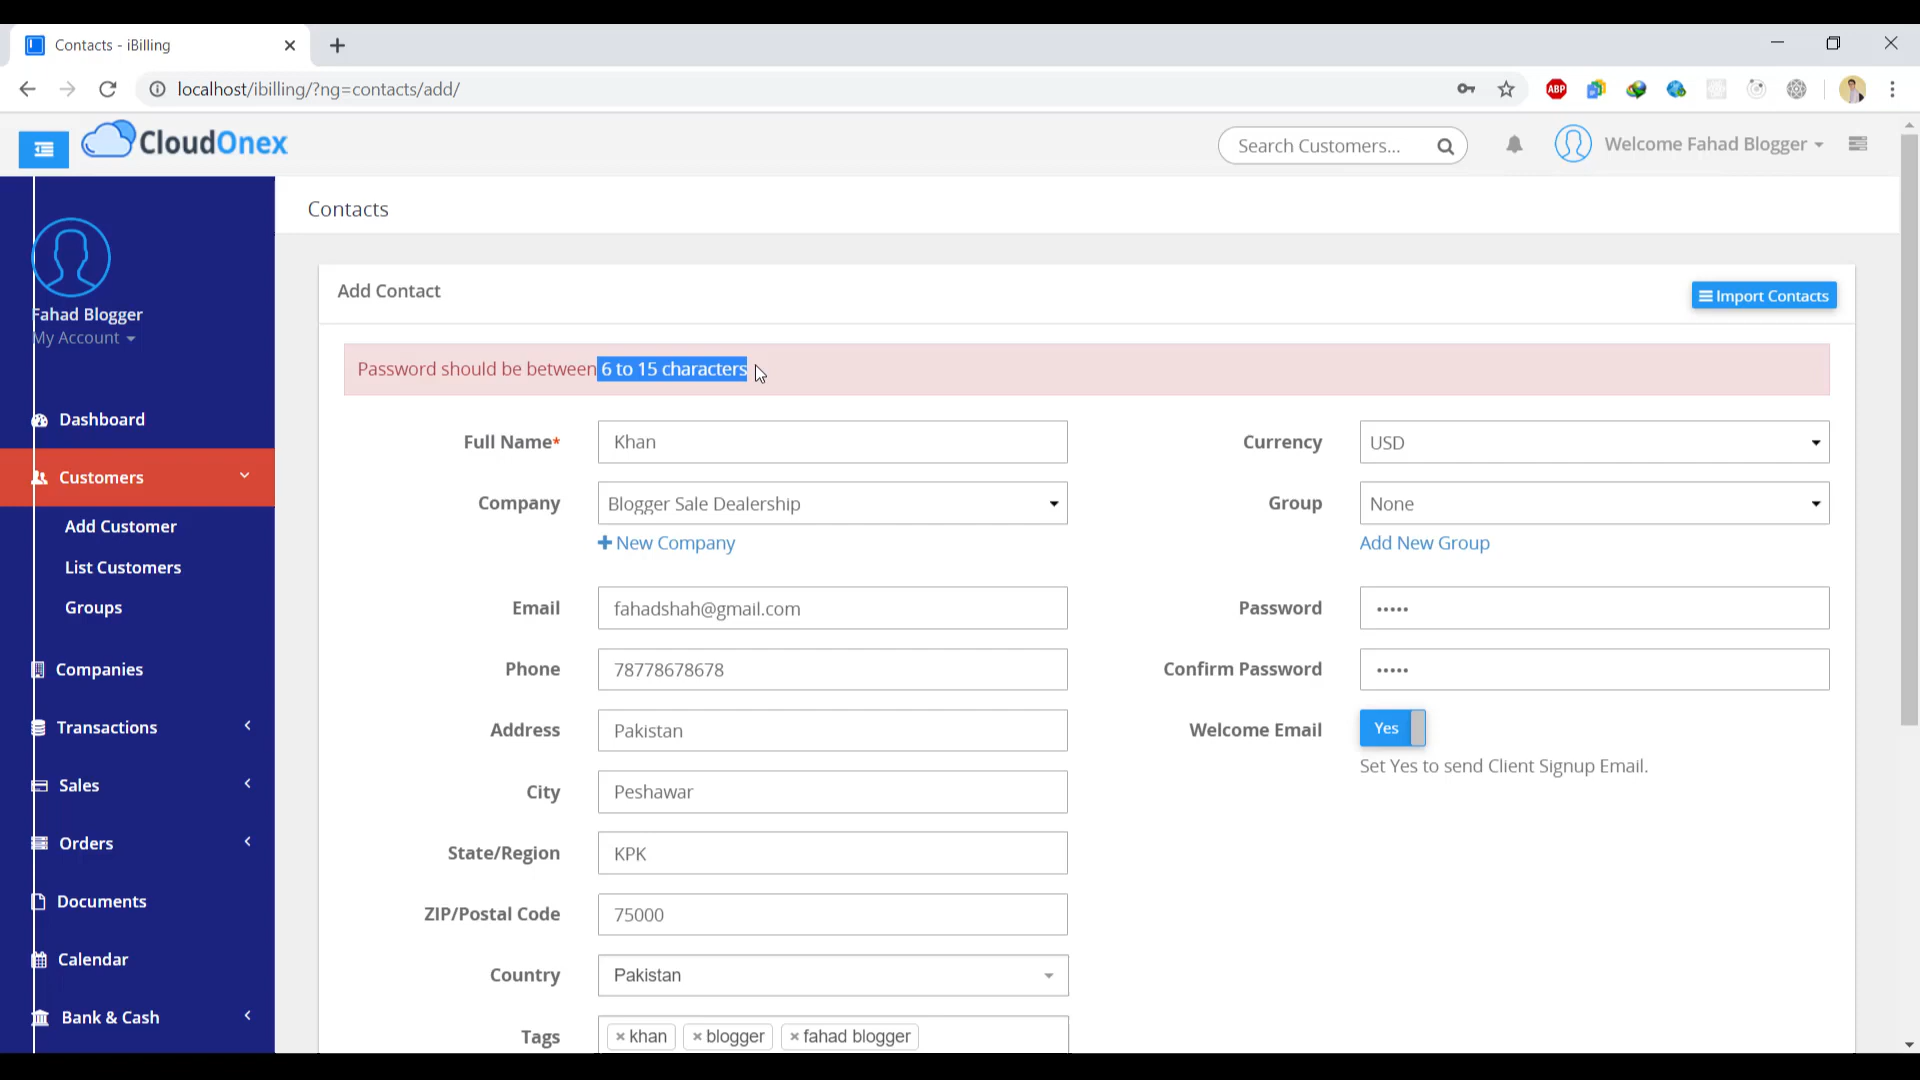 Contacts - iBilling
localhost/ibilling/?ng=contacts/add/
ABP
CloudOnex
Search Customers...
Welcome Fahad Blogger
Fahad Blogger
My Account
Dashboard
Customers
Add Customer
List Customers
Groups
Companies
Transactions
Sales
Orders
Documents
Calendar
Bank & Cash
Contacts
Add Contact
Import Contacts
Password should be between 6 to 15 characters
Full Name* Khan
Company Blogger Sale Dealership
New Company
Email fahadshah@gmail.com
Phone 78778678678
Address Pakistan
City Peshawar
State/Region KPK
ZIP/Postal Code 75000
Country Pakistan
Tags × khan × blogger × fahad blogger
Currency USD
Group None
Add New Group
Password •••••
Confirm Password •••••
Welcome Email Yes
Set Yes to send Client Signup Email.